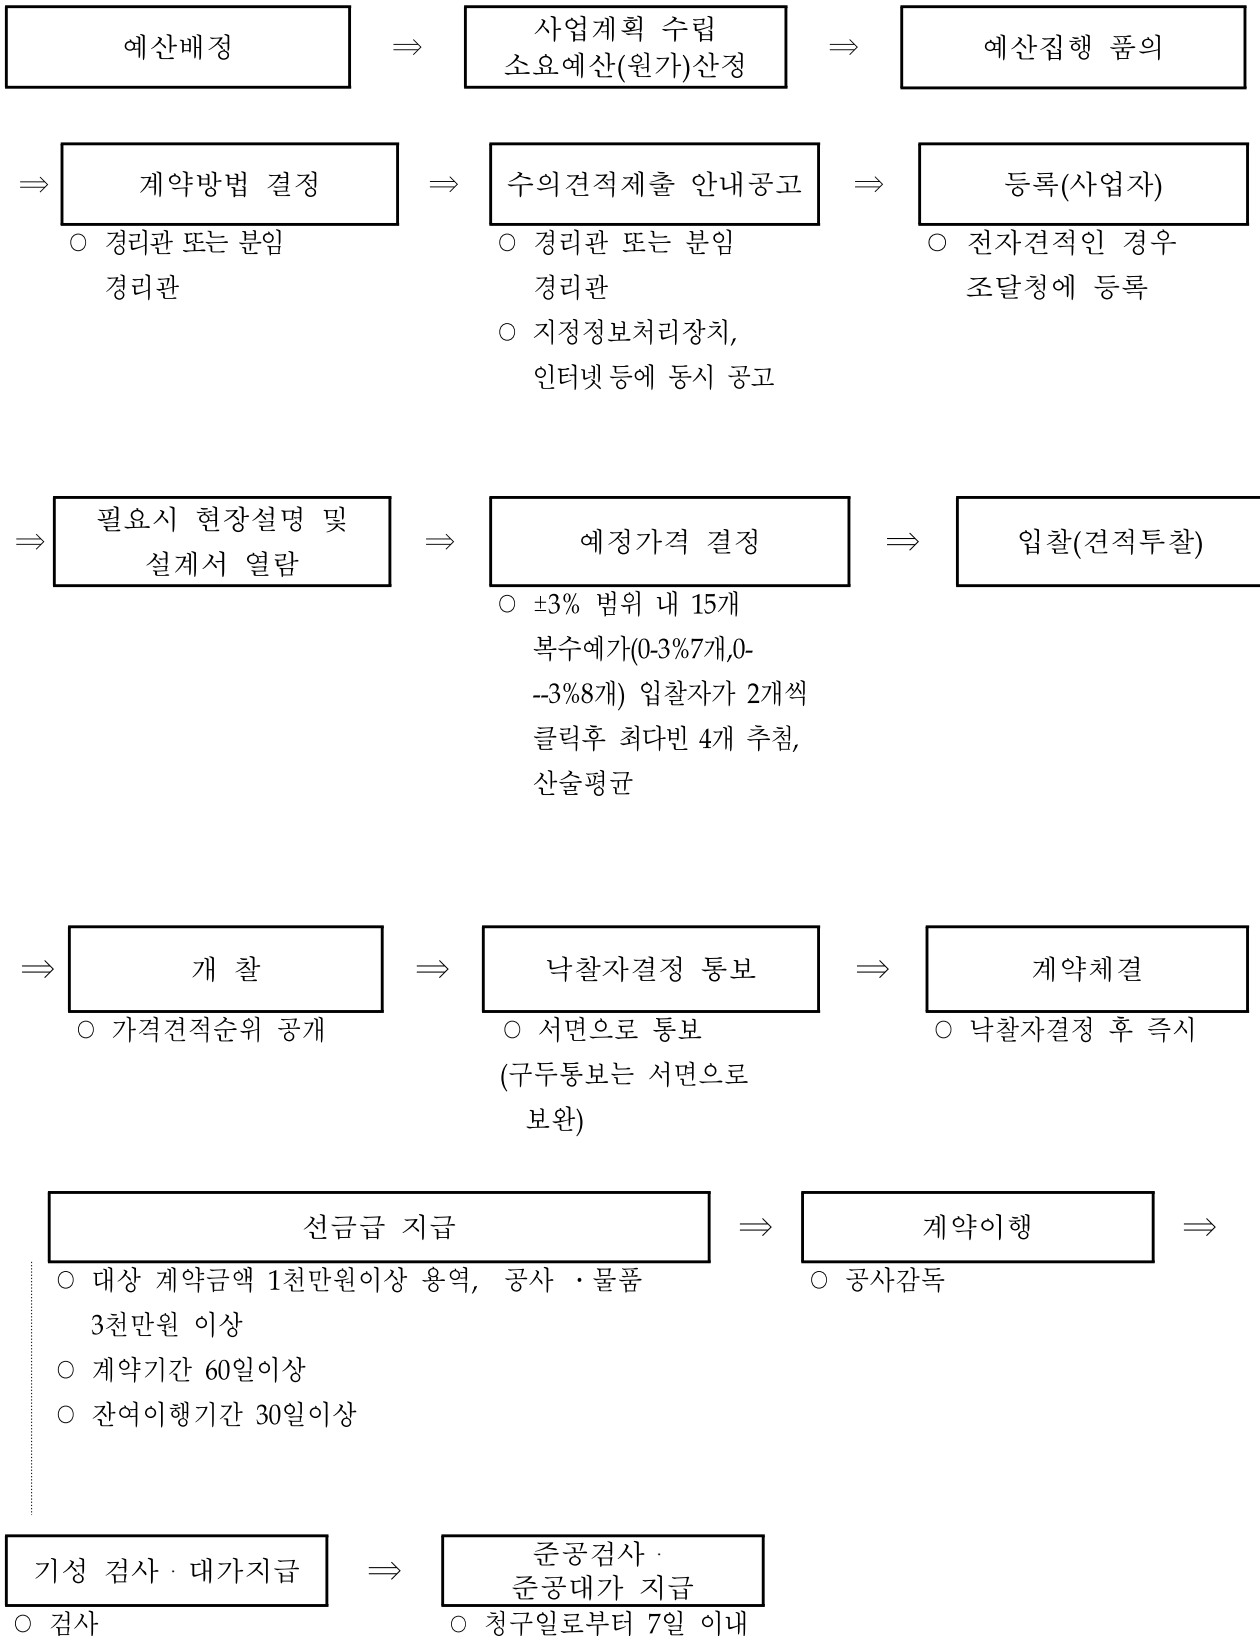 예산배정 ⇒ 사업계획 수립 ⇒ 예산집행 품의
소요예산(원가)산정
⇒ 계약방법 결정 ⇒ 수의견적제출 안내공고 ⇒ 등록(사업자)
○ 경리관 또는 분임
경리관
○ 경리관 또는 분임
경리관
○ 지정정보처리장치,
인터넷 등에 동시 공고
○ 전자견적인 경우
조달청에 등록
⇒ 필요시 현장설명 및
설계서 열람
⇒ 예정가격 결정 ⇒ 입찰(견적투찰)
○ ±3% 범위 내 15개
복수예가(0-3%7개,0-
--3%8개) 입찰자가 2개씩
클릭후 최다빈 4개 추첨,
산술평균
⇒ 개 찰 ⇒ 낙찰자결정 통보 ⇒ 계약체결
○ 가격견적순위 공개
○ 서면으로 통보
(구두통보는 서면으로
보완)
○ 낙찰자결정 후 즉시
선금급 지급 ⇒ 계약이행 ⇒
○ 대상 계약금액 1천만원이상 용역, 공사 ·물품
3천만원 이상
○ 계약기간 60일이상
○ 잔여이행기간 30일이상
○ 공사감독
기성 검사 · 대가지급 ⇒ 준공검사 ·
준공대가 지급
○ 검사
○ 청구일로부터 7일 이내